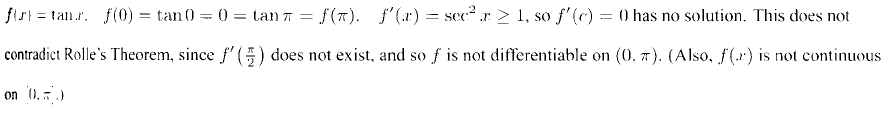 f(x) = tan x. f(0) = tan 0 = 0 = tan π = f(π). f′(x) = sec² x ≥ 1, so f′(c) = 0 has no solution. This does not
contradict Rolle's Theorem, since f′(π/2) does not exist, and so f is not differentiable on (0, π). (Also, f(x) is not continuous
on [0, π].)